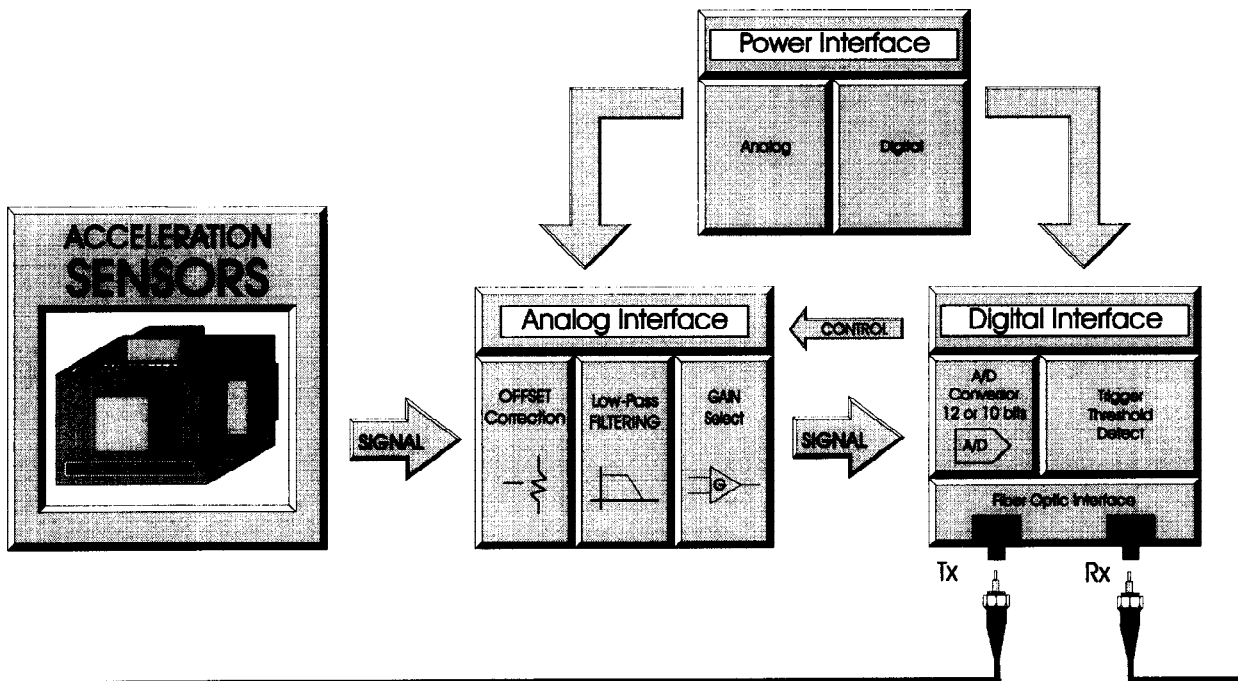 Power Interface
Analog
Digital
ACCELERATION
SENSORS
SIGNAL
Analog Interface
OFFSET
Correction
Low-Pass
FILTERING
GAIN
Select
G
CONTROL
SIGNAL
Digital Interface
A/D
Conversor
12 or 10 bits
A/D
Trigger
Threshold
Detect
Fiber Optic Interface
Tx
Rx